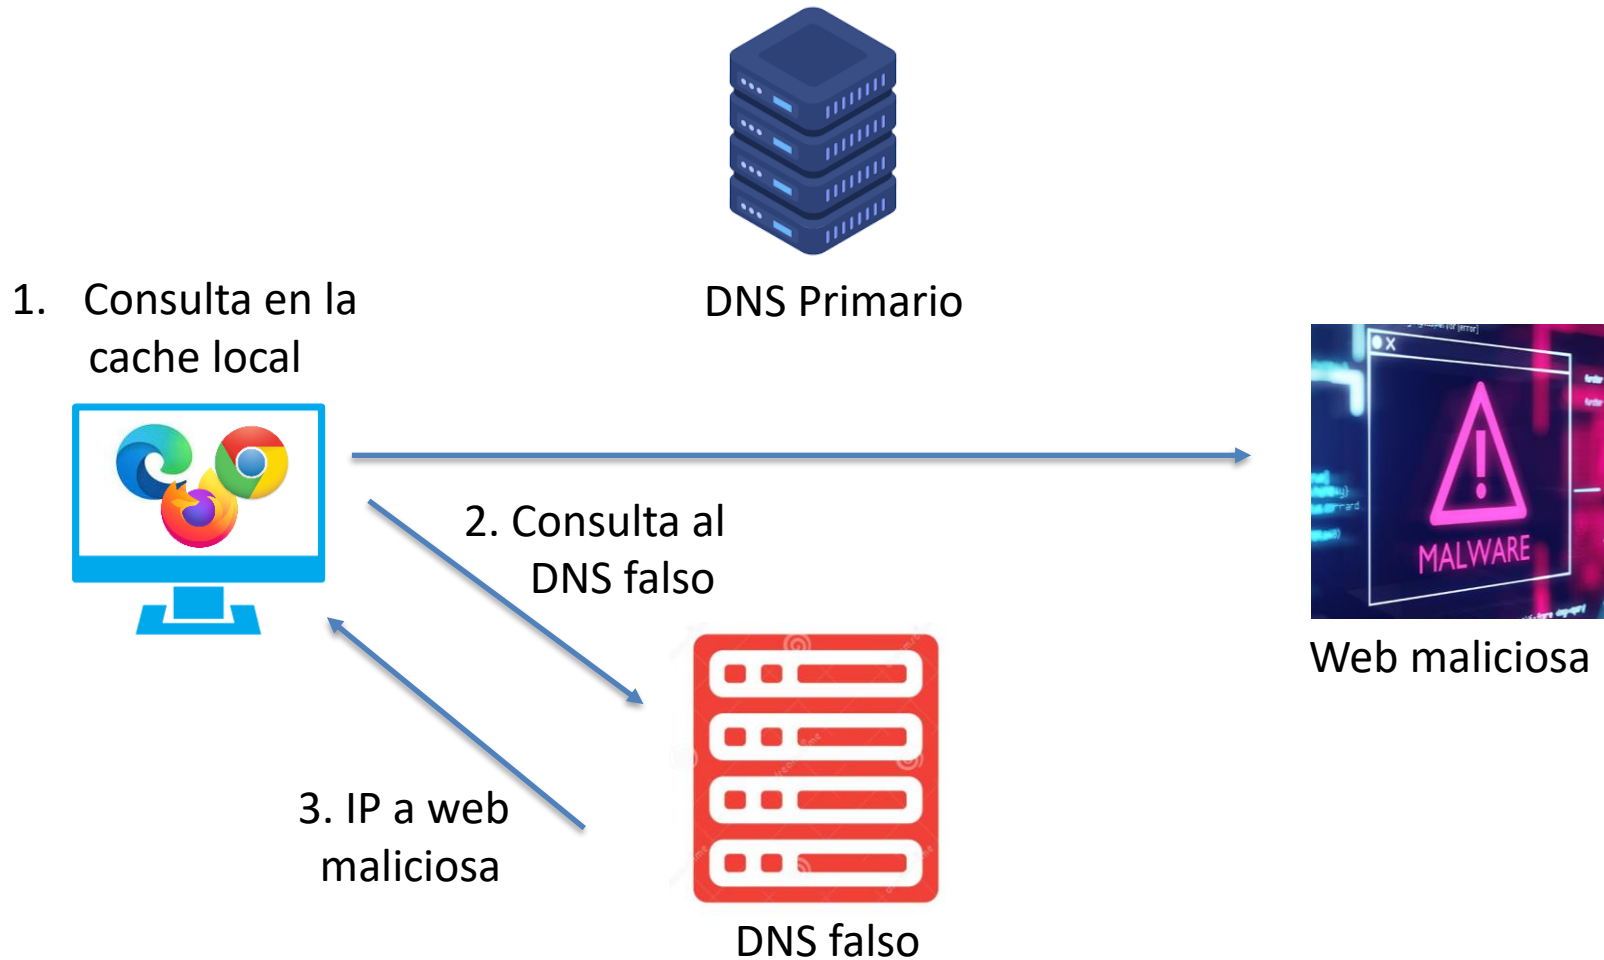 DNS Primario
1. Consulta en la
cache local
2. Consulta al
DNS falso
MALWARE
Web maliciosa
3. IP a web
maliciosa
DNS falso